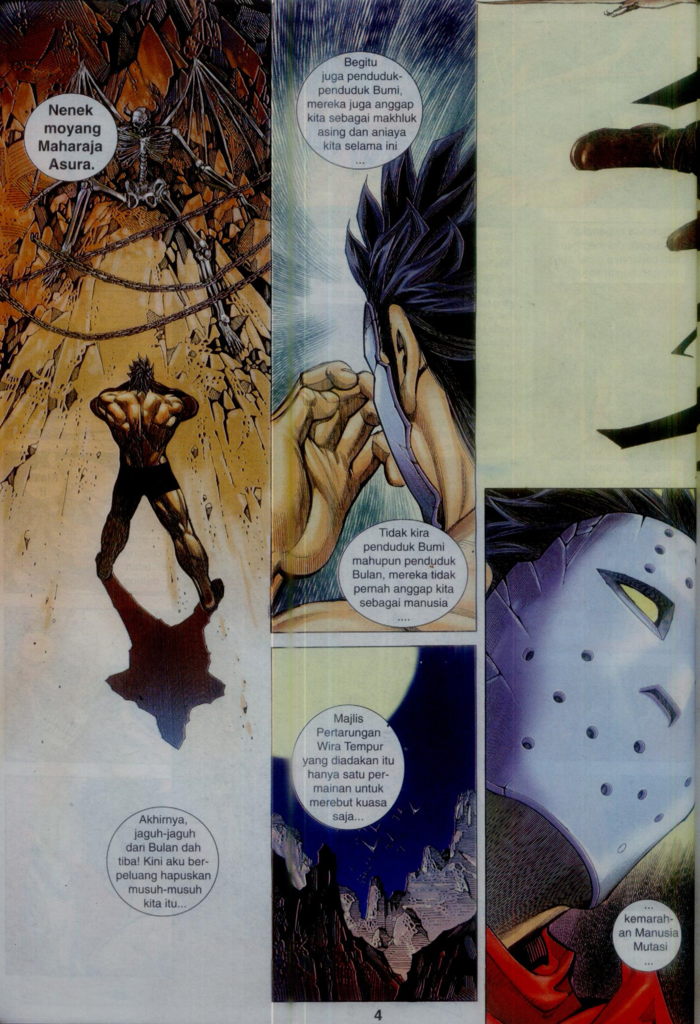 Nenek
moyang
Maharaja
Asura.
Akhirnya,
jaguh-jaguh
dari Bulan dah
tiba! Kini aku ber-
peluang hapuskan
musuh-musuh
kita itu...
Begitu
juga penduduk-
penduduk Bumi,
mereka juga anggap
kita sebagai makhluk
asing dan aniaya
kita selama ini
...
Tidak kira
penduduk Bumi
mahupun penduduk
Bulan, mereka tidak
pernah anggap kita
sebagai manusia
....
Majlis
Pertarungan
Wira Tempur
yang diadakan itu
hanya satu per-
mainan untuk
merebut kuasa
saja...
...
kemarah-
an Manusia
Mutasi
...
4